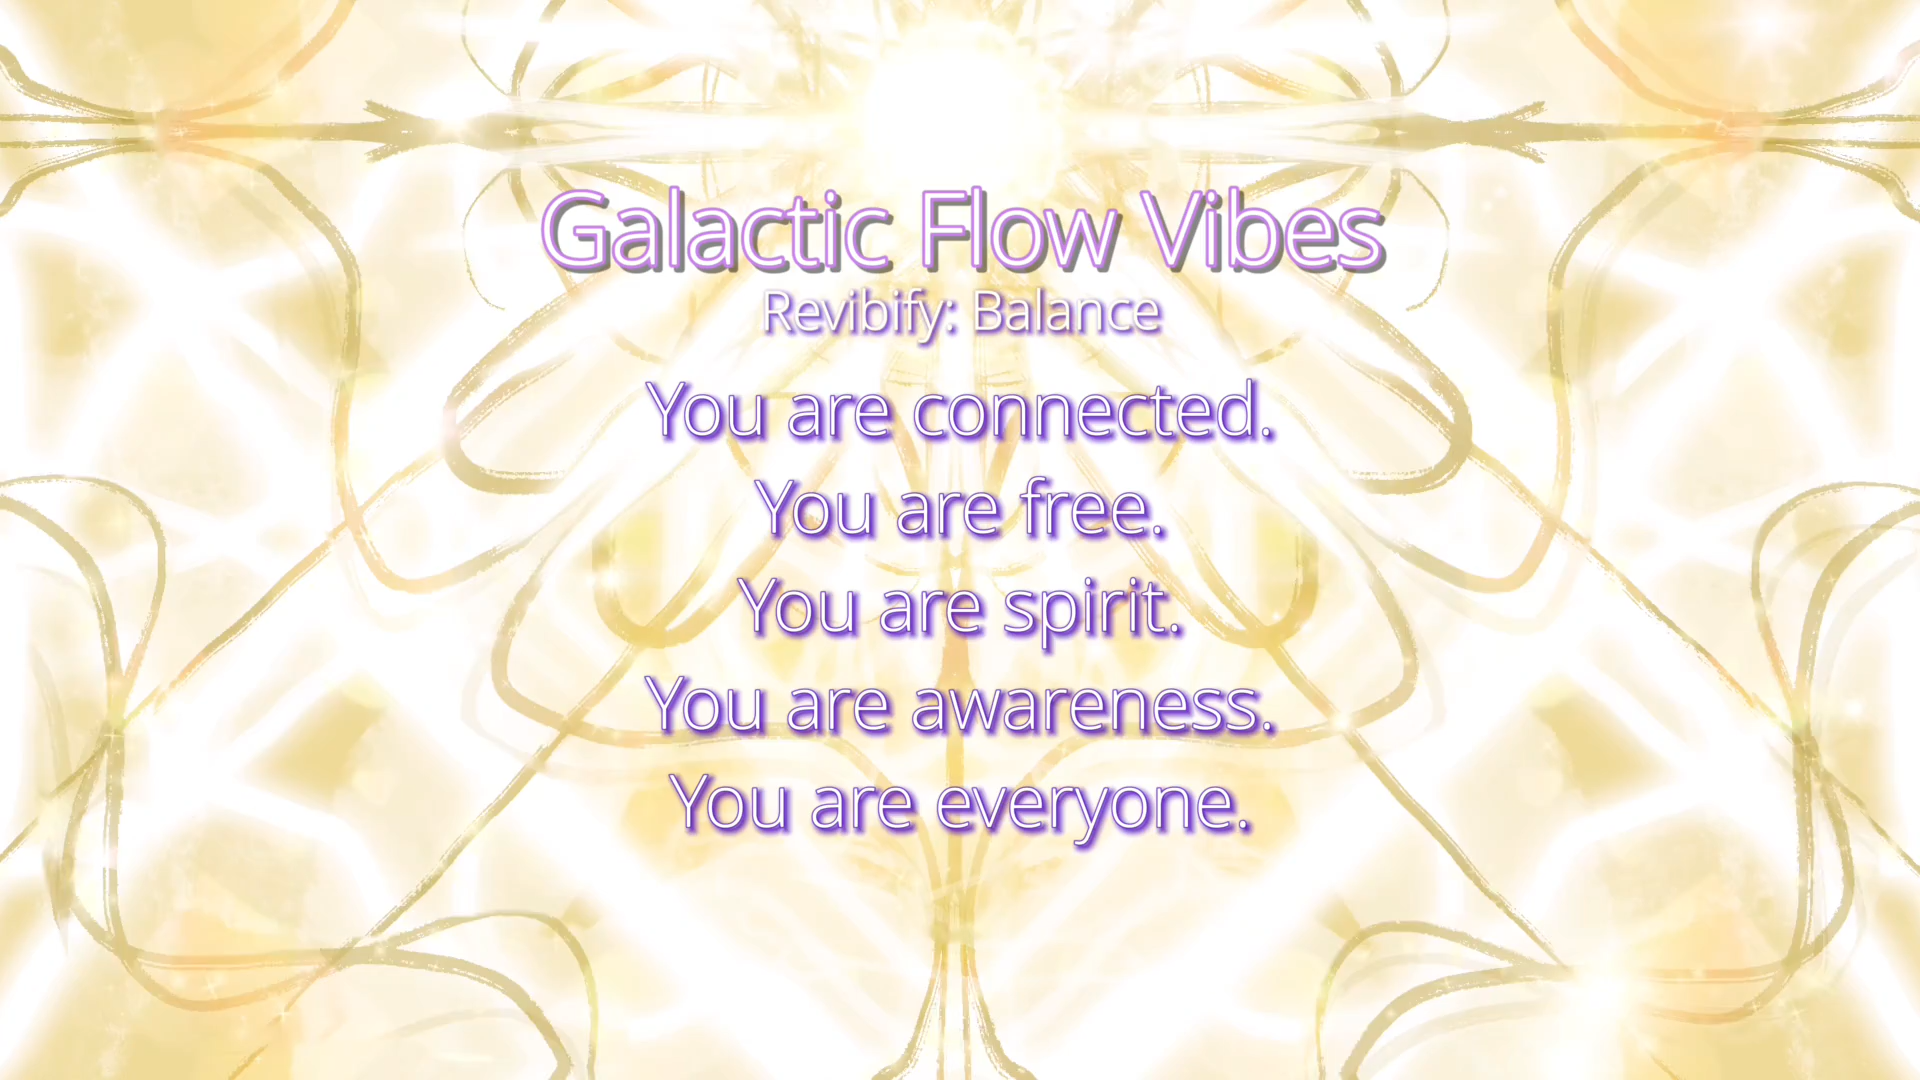 Galactic Flow Vibes
Revibify: Balance
You are connected.
You are free.
You are spirit.
You are awareness.
You are everyone.